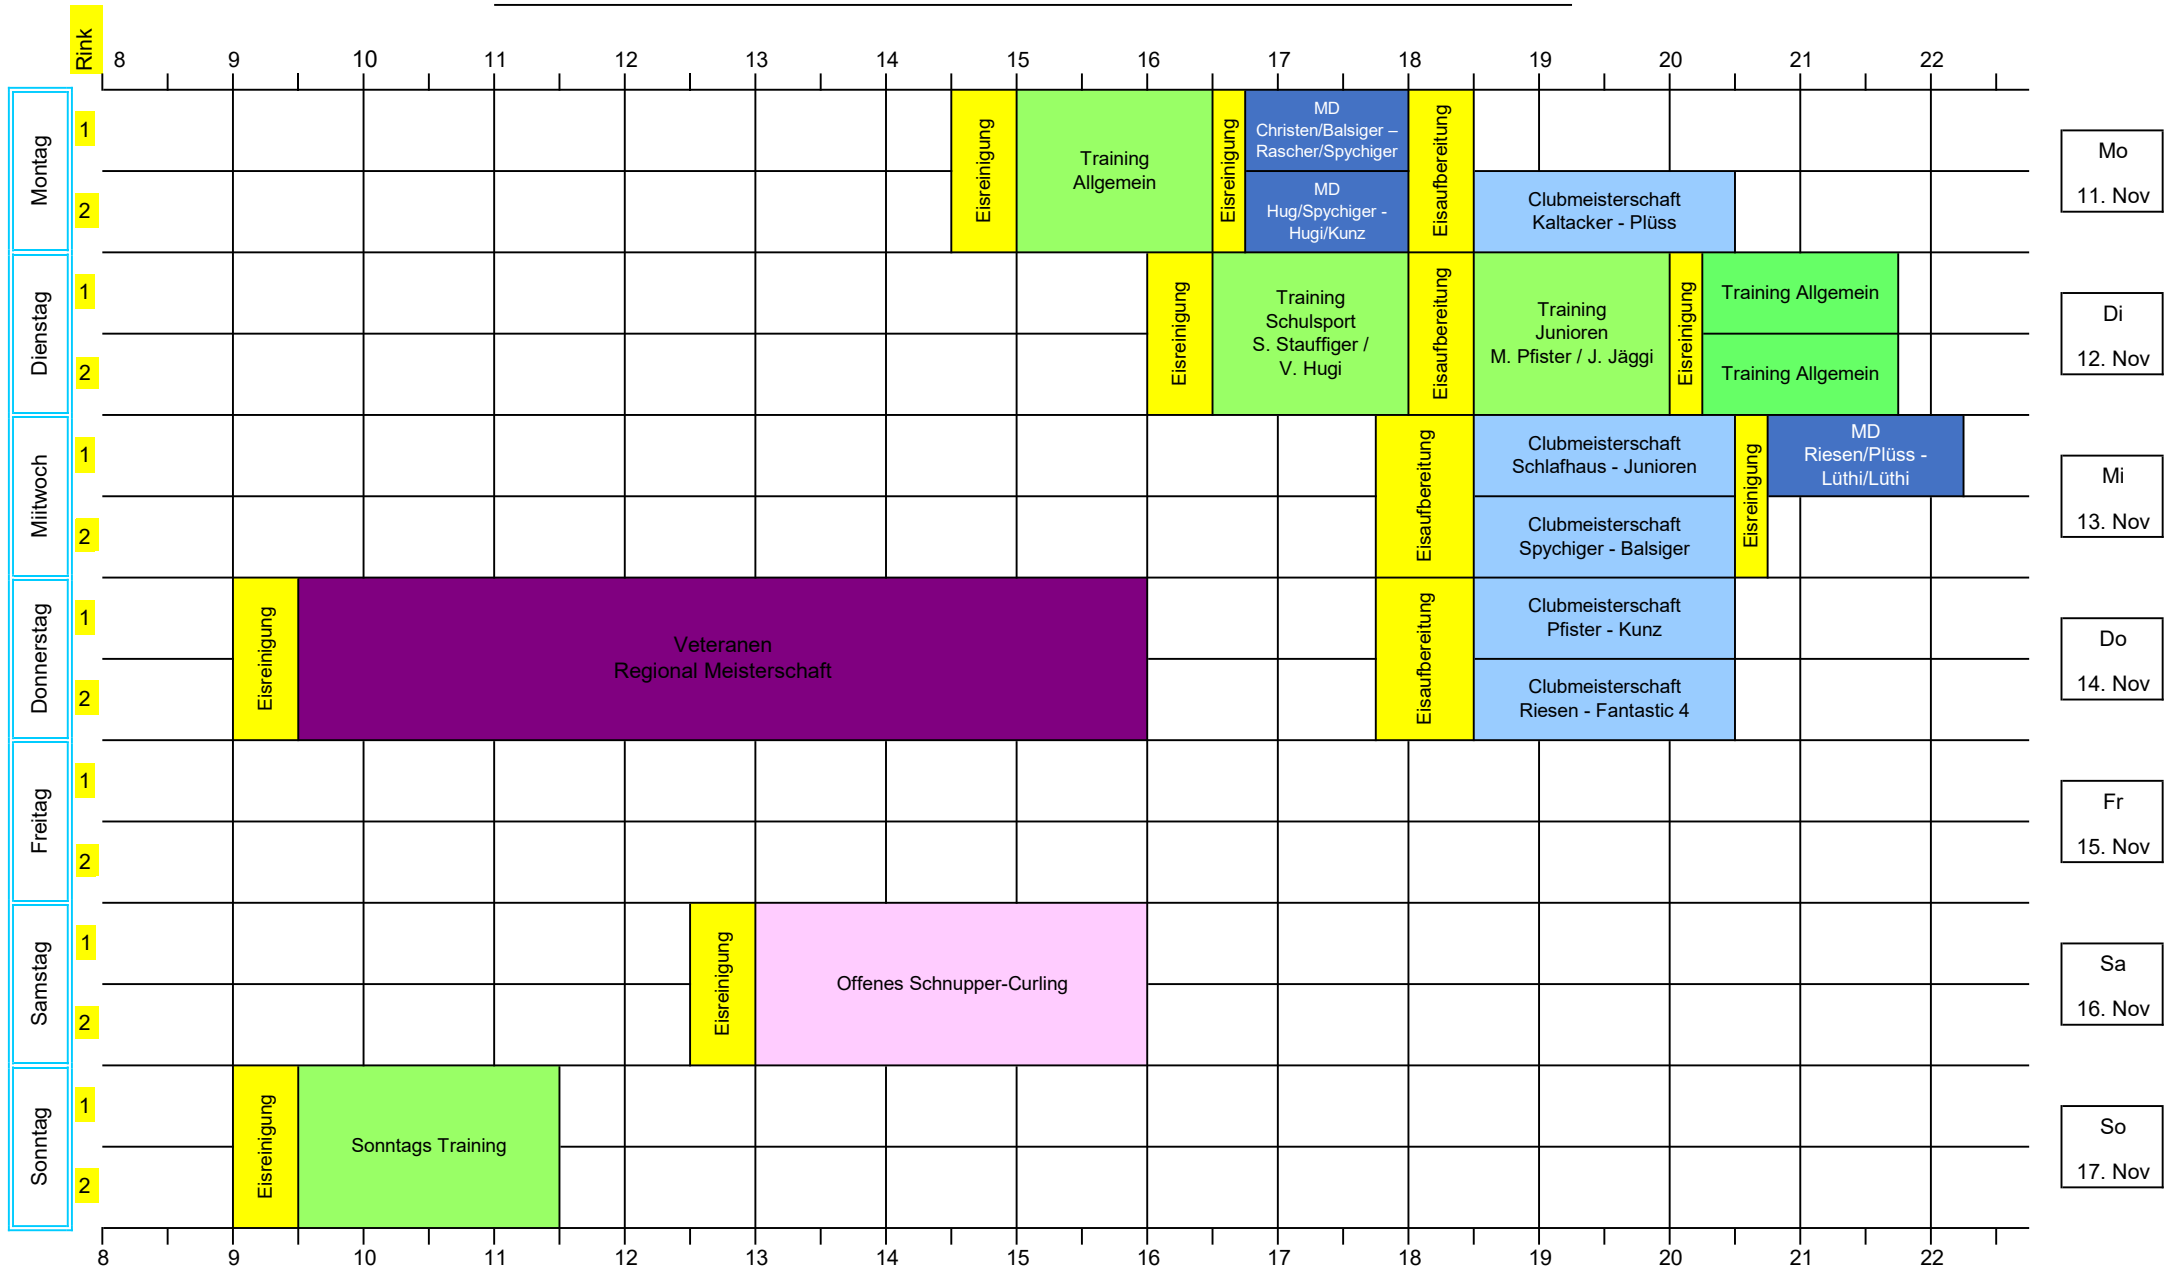 Rink
8 9 10 11 12 13 14 15 16 17 18 19 20 21 22
Montag
1
2
Eisreinigung
Training
Allgemein
Eisreinigung
MD
Christen/Balsiger –
Rascher/Spychiger
MD
Hug/Spychiger -
Hugi/Kunz
Eisaufbereitung
Clubmeisterschaft
Kaltacker - Plüss
Mo
11. Nov
Dienstag
1
2
Eisreinigung
Training
Schulsport
S. Stauffiger /
V. Hugi
Eisaufbereitung
Training
Junioren
M. Pfister / J. Jäggi
Eisreinigung
Training Allgemein
Training Allgemein
Di
12. Nov
Miitwoch
1
2
Eisaufbereitung
Clubmeisterschaft
Schlafhaus - Junioren
Clubmeisterschaft
Spychiger - Balsiger
Eisreinigung
MD
Riesen/Plüss -
Lüthi/Lüthi
Mi
13. Nov
Donnerstag
1
2
Eisreinigung
Veteranen
Regional Meisterschaft
Eisaufbereitung
Clubmeisterschaft
Pfister - Kunz
Clubmeisterschaft
Riesen - Fantastic 4
Do
14. Nov
Freitag
1
2
Fr
15. Nov
Samstag
1
2
Eisreinigung
Offenes Schnupper-Curling
Sa
16. Nov
Sonntag
1
2
Eisreinigung
Sonntags Training
So
17. Nov
8 9 10 11 12 13 14 15 16 17 18 19 20 21 22